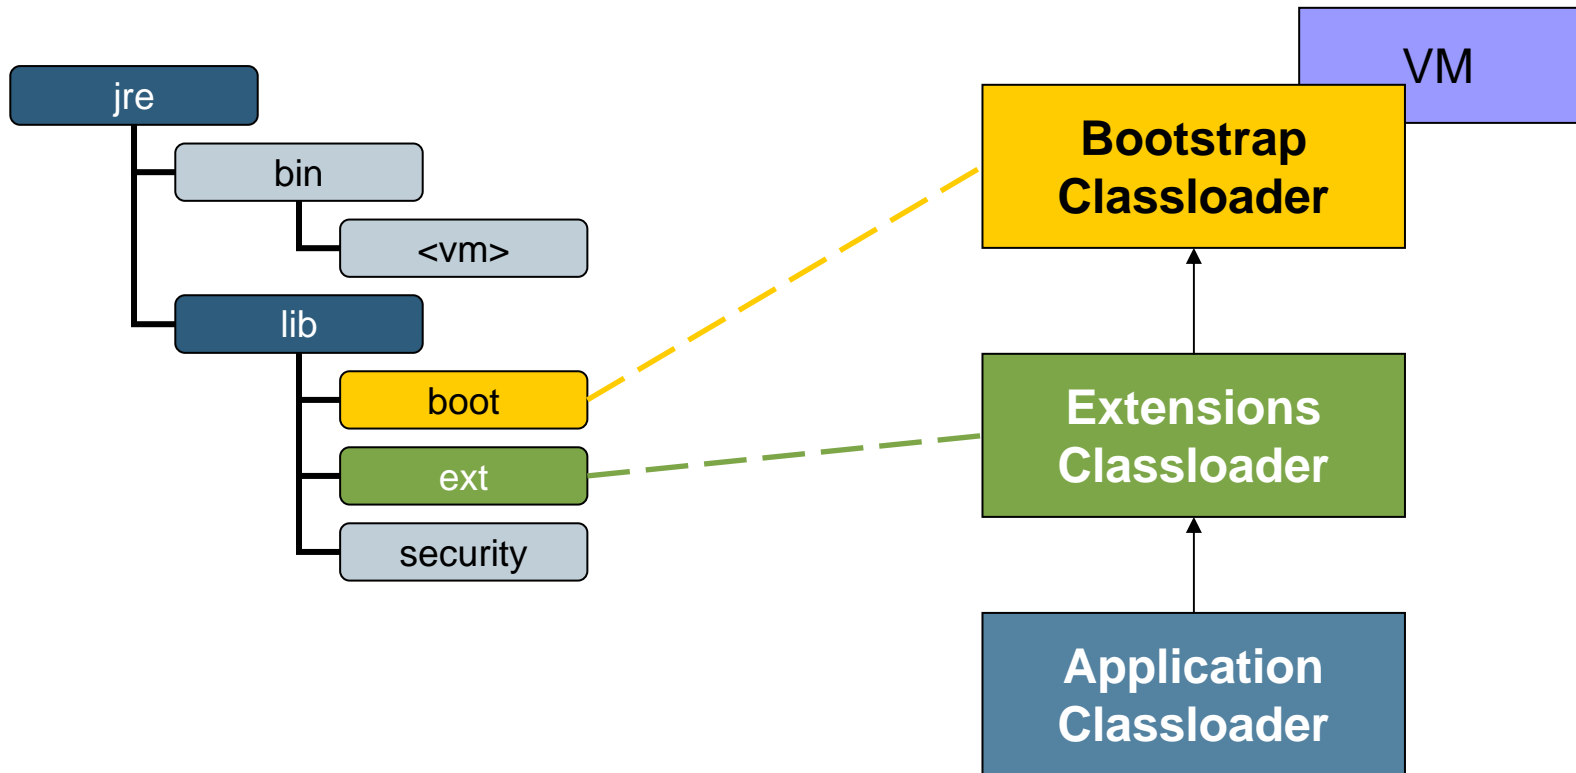 jre
bin
<vm>
lib
boot
ext
security
VM
Bootstrap
Classloader
Extensions
Classloader
Application
Classloader